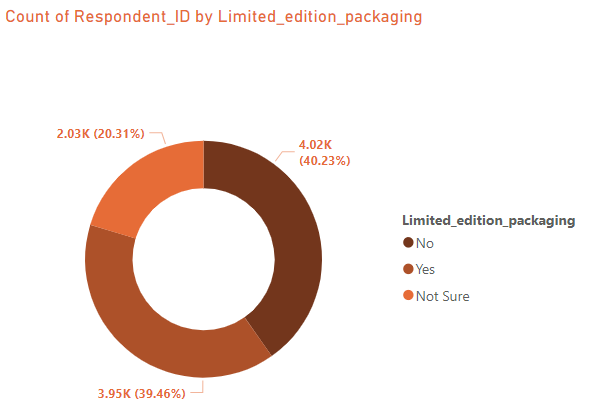 Count of Respondent_ID by Limited_edition_packaging
2.03K (20.31%)
4.02K
(40.23%)
Limited_edition_packaging
No
Yes
Not Sure
3.95K (39.46%)